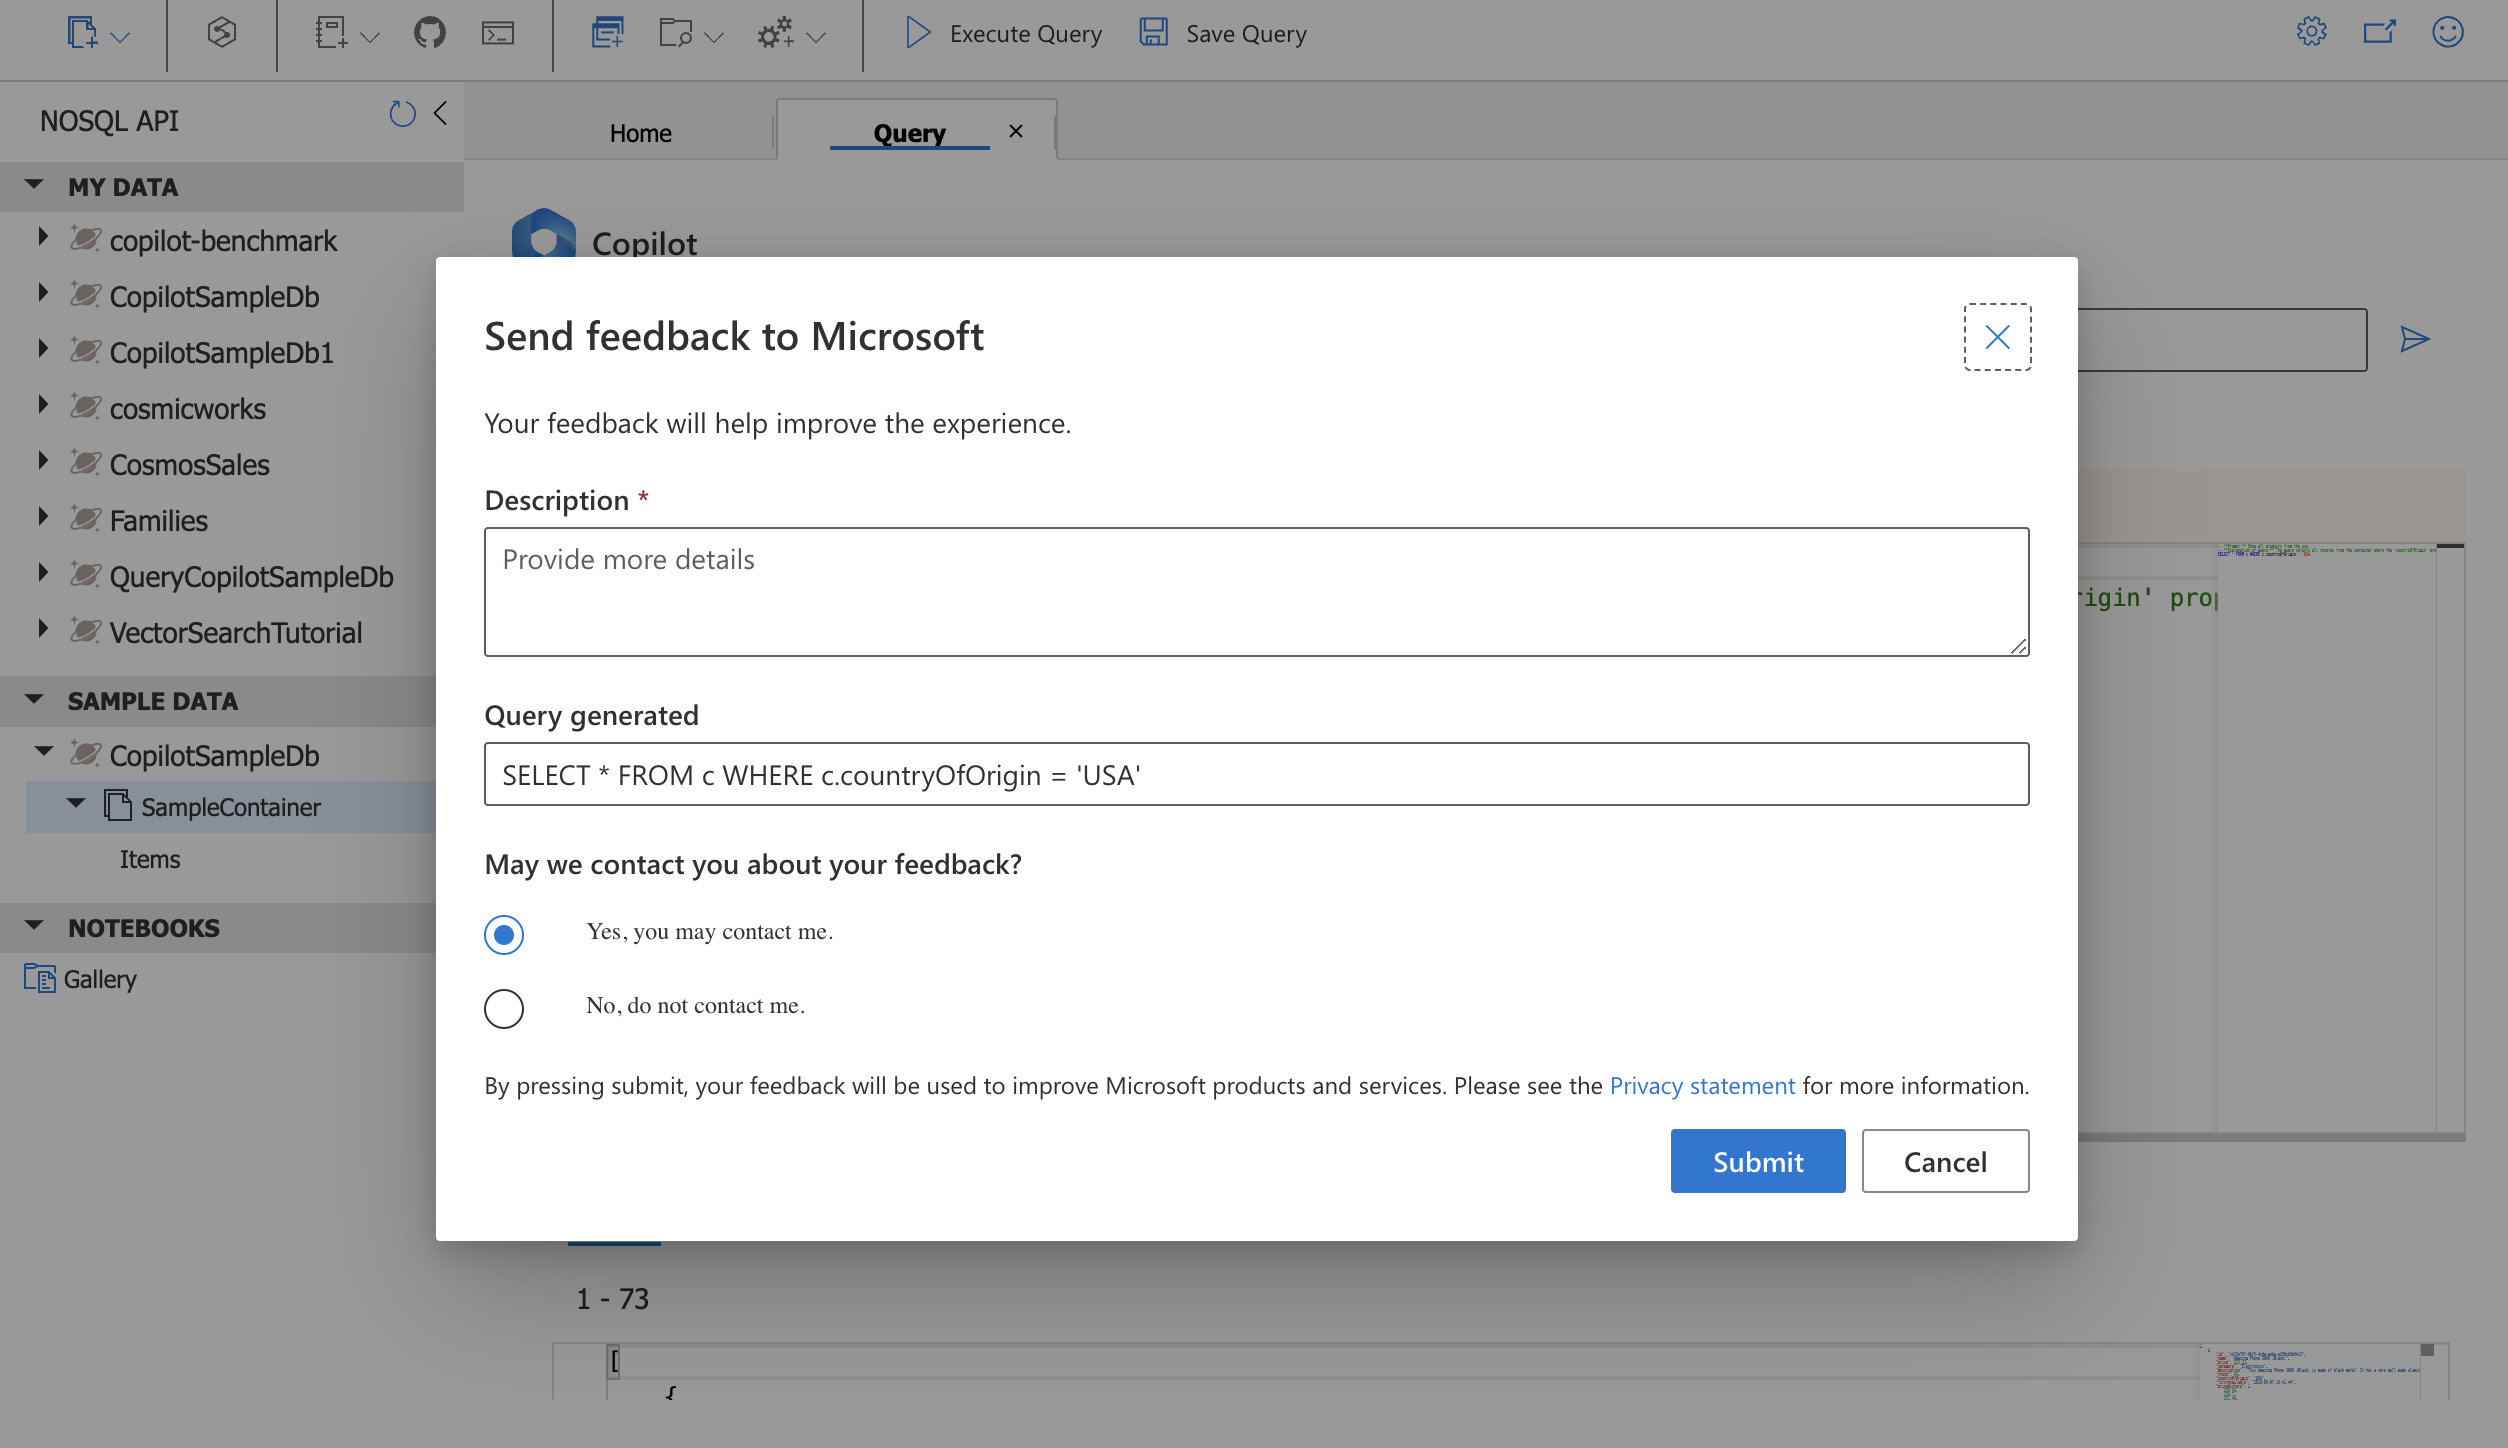 Execute Query
Save Query
NOSQL API
Home
Query
MY DATA
copilot-benchmark
CopilotSampleDb
CopilotSampleDb1
cosmicworks
CosmosSales
Families
QueryCopilotSampleDb
VectorSearchTutorial
SAMPLE DATA
CopilotSampleDb
SampleContainer
Items
NOTEBOOKS
Gallery
Copilot
Send feedback to Microsoft
Your feedback will help improve the experience.
Description *
Provide more details
Query generated
SELECT * FROM c WHERE c.countryOfOrigin = 'USA'
May we contact you about your feedback?
Yes, you may contact me.
No, do not contact me.
By pressing submit, your feedback will be used to improve Microsoft products and services. Please see the Privacy statement for more information.
Submit
Cancel
rigin' prop
1 - 73
[
{